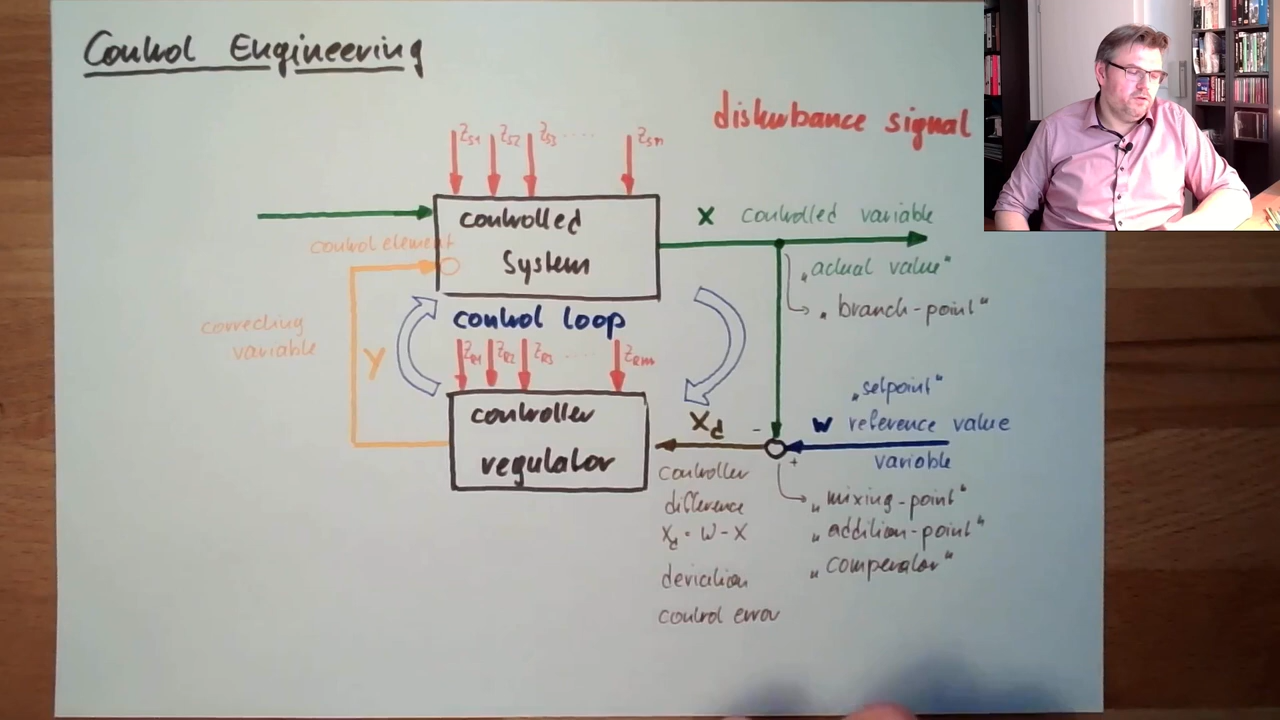 Control Engineering
disturbance signal
ZS1 ZS2 ZS3 ..... ZSn
controlled
System
X controlled variable
control element
„actual value“
„branch-point“
correcting
variable
Y
control loop
ZR1 ZR2 ZR3 ..... ZRm
controller
regulator
Xd
-
+
„setpoint“
W reference value
variable
controller
difference
Xd = W - X
deviation
control error
„mixing-point“
„addition-point“
„comperator“